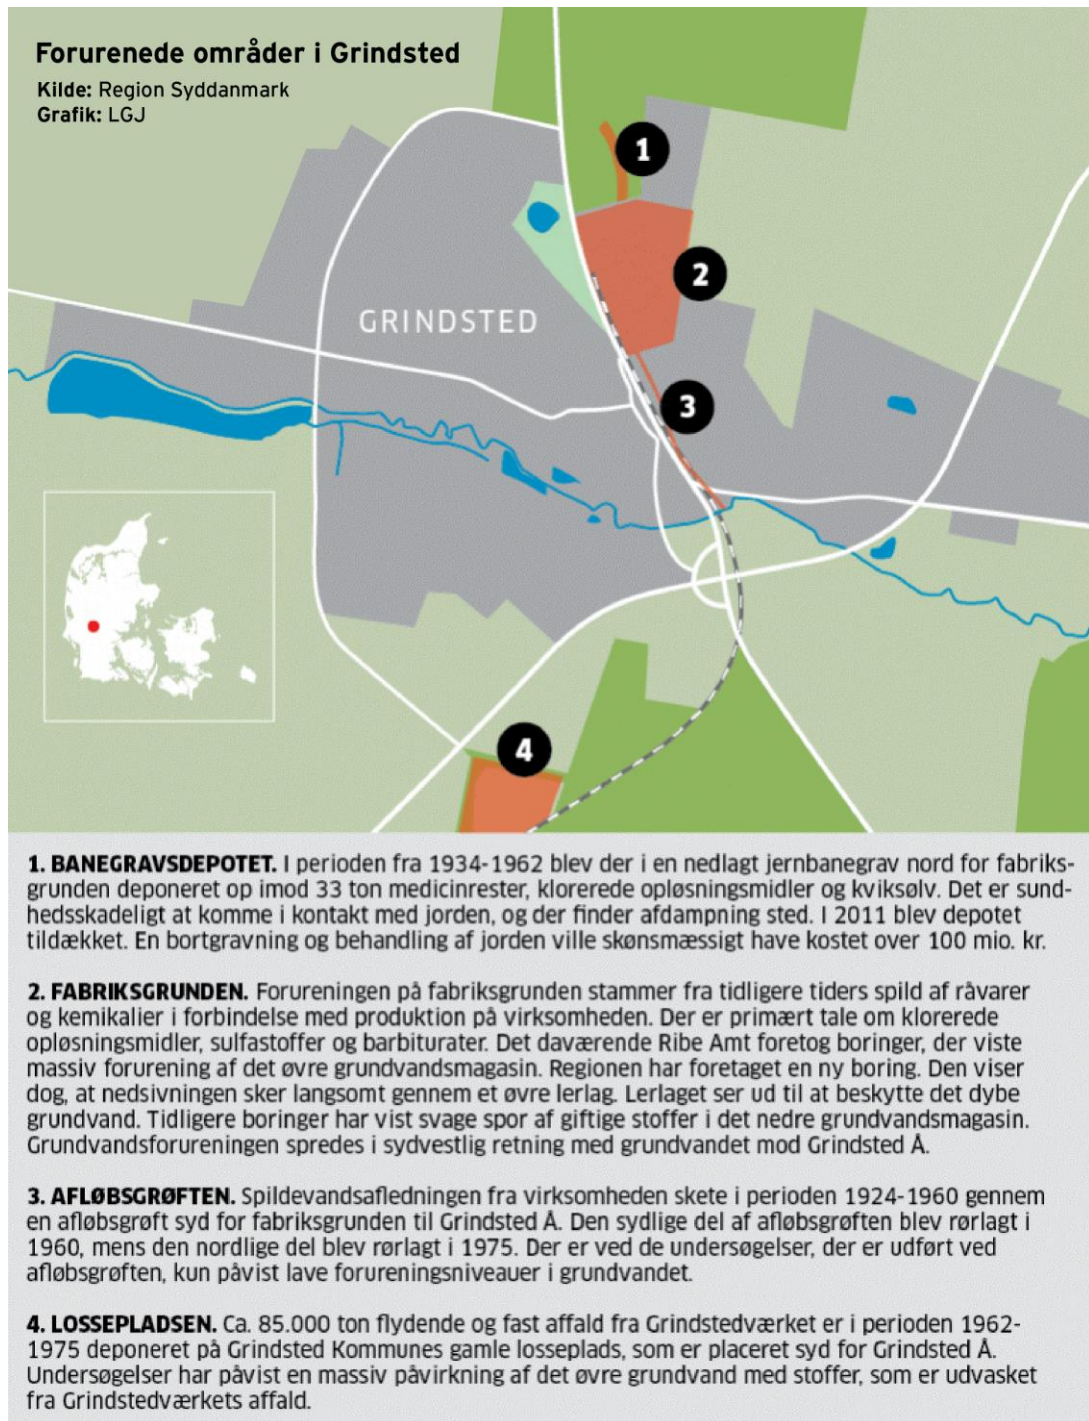 Forurenede områder i Grindsted
Kilde: Region Syddanmark
Grafik: LGJ
1
2
GRINDSTED
3
4
1. BANEGRAVSDEPOTET. I perioden fra 1934-1962 blev der i en nedlagt jernbanegrav nord for fabriks-
grunden deponeret op imod 33 ton medicinrester, klorerede opløsningsmidler og kviksølv. Det er sund-
hedsskadeligt at komme i kontakt med jorden, og der finder afdampning sted. I 2011 blev depotet
tildækket. En bortgravning og behandling af jorden ville skønsmæssigt have kostet over 100 mio. kr.
2. FABRIKSGRUNDEN. Forureningen på fabriksgrunden stammer fra tidligere tiders spild af råvarer
og kemikalier i forbindelse med produktion på virksomheden. Der er primært tale om klorerede
opløsningsmidler, sulfastoffer og barbiturater. Det daværende Ribe Amt foretog boringer, der viste
massiv forurening af det øvre grundvandsmagasin. Regionen har foretaget en ny boring. Den viser
dog, at nedsivningen sker langsomt gennem et øvre lerlag. Lerlaget ser ud til at beskytte det dybe
grundvand. Tidligere boringer har vist svage spor af giftige stoffer i det nedre grundvandsmagasin.
Grundvandsforureningen spredes i sydvestlig retning med grundvandet mod Grindsted Å.
3. AFLØBSGRØFTEN. Spildevandsafledningen fra virksomheden skete i perioden 1924-1960 gennem
en afløbsgrøft syd for fabriksgrunden til Grindsted Å. Den sydlige del af afløbsgrøften blev rørlagt i
1960, mens den nordlige del blev rørlagt i 1975. Der er ved de undersøgelser, der er udført ved
afløbsgrøften, kun påvist lave forureningsniveauer i grundvandet.
4. LOSSEPLADSEN. Ca. 85.000 ton flydende og fast affald fra Grindstedværket er i perioden 1962-
1975 deponeret på Grindsted Kommunes gamle losseplads, som er placeret syd for Grindsted Å.
Undersøgelser har påvist en massiv påvirkning af det øvre grundvand med stoffer, som er udvasket
fra Grindstedværkets affald.